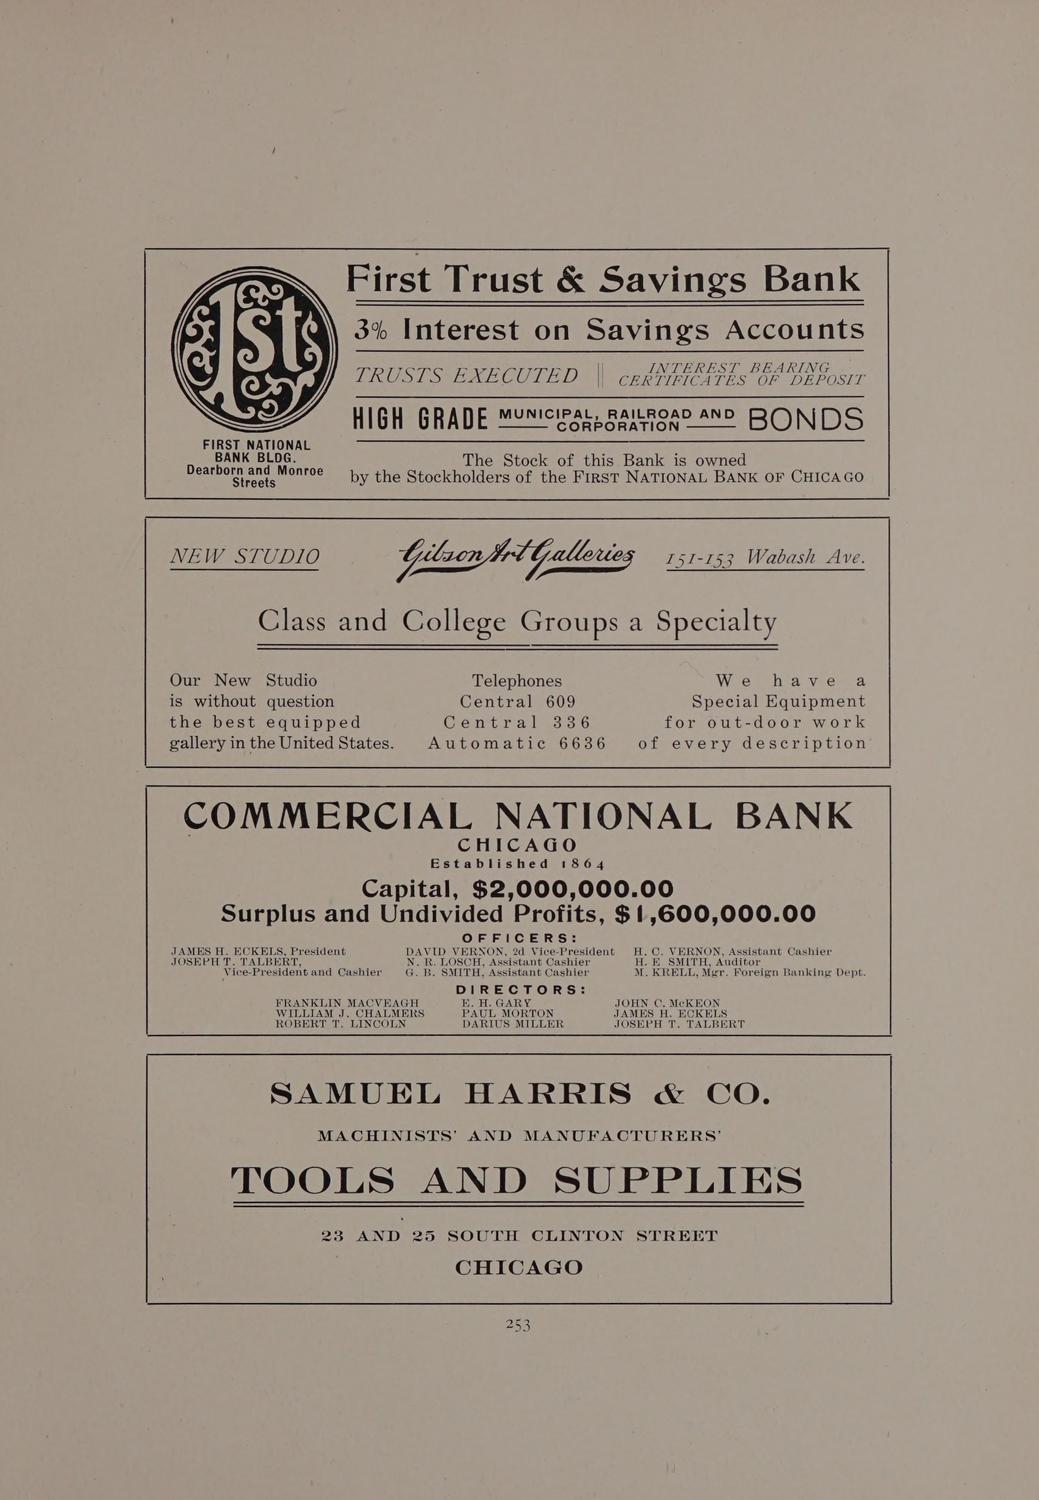 1st
FIRST NATIONAL
BANK BLDG.
Dearborn and Monroe
Streets
First Trust & Savings Bank
3% Interest on Savings Accounts
TRUSTS EXECUTED || INTEREST BEARING
CERTIFICATES OF DEPOSIT
HIGH GRADE MUNICIPAL, RAILROAD AND
CORPORATION BONDS
The Stock of this Bank is owned
by the Stockholders of the FIRST NATIONAL BANK OF CHICAGO
NEW STUDIO Gibson Art Galleries 151-153 Wabash Ave.
Class and College Groups a Specialty
Our New Studio
is without question
the best equipped
gallery in the United States.
Telephones
Central 609
Central 336
Automatic 6636
We have a
Special Equipment
for out-door work
of every description
COMMERCIAL NATIONAL BANK
CHICAGO
Established 1864
Capital, $2,000,000.00
Surplus and Undivided Profits, $1,600,000.00
OFFICERS:
JAMES H. ECKELS, President
JOSEPH T. TALBERT,
Vice-President and Cashier
DAVID VERNON, 2d Vice-President
N. R. LOSCH, Assistant Cashier
G. B. SMITH, Assistant Cashier
H. C. VERNON, Assistant Cashier
H. E SMITH, Auditor
M. KRELL, Mgr. Foreign Banking Dept.
DIRECTORS:
FRANKLIN MACVEAGH
WILLIAM J. CHALMERS
ROBERT T. LINCOLN
E. H. GARY
PAUL MORTON
DARIUS MILLER
JOHN C. McKEON
JAMES H. ECKELS
JOSEPH T. TALBERT
SAMUEL HARRIS & CO.
MACHINISTS' AND MANUFACTURERS'
TOOLS AND SUPPLIES
23 AND 25 SOUTH CLINTON STREET
CHICAGO
253